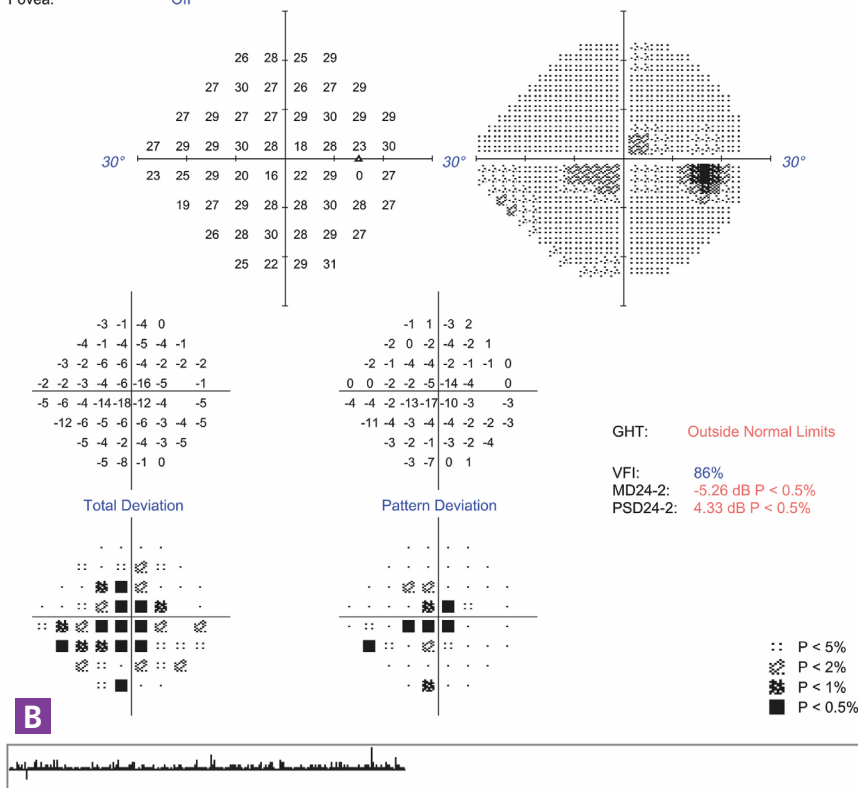 Fovea: Off
26 28 25 29
27 30 27 26 27 29
27 29 27 27 29 30 29 29
27 29 29 30 28 18 28 23 30
30° 30° 30°
23 25 29 20 16 22 29 0 27
19 27 29 28 28 30 28 27
26 28 30 28 29 27
25 22 29 31
-3 -1 -4 0
-4 -1 -4 -5 -4 -1
-3 -2 -6 -6 -4 -2 -2 -2
-2 -2 -3 -4 -6 -16 -5 -1
-5 -6 -4 -14 -18 -12 -4 -5
-12 -6 -5 -6 -6 -3 -4 -5
-5 -4 -2 -4 -3 -5
-5 -8 -1 0
Total Deviation
-1 1 -3 2
-2 0 -2 -4 -2 1
-2 -1 -4 -4 -2 -1 -1 0
0 0 -2 -2 -5 -14 -4 0
-4 -4 -2 -13 -17 -10 -3 -3
-11 -4 -3 -4 -4 -2 -2 -3
-3 -2 -1 -3 -2 -4
-3 -7 0 1
Pattern Deviation
GHT: Outside Normal Limits
VFI: 86%
MD24-2: -5.26 dB P < 0.5%
PSD24-2: 4.33 dB P < 0.5%
P < 5%
P < 2%
P < 1%
P < 0.5%
B